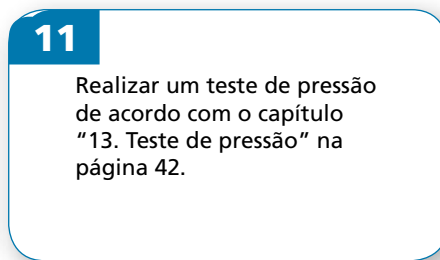 11
Realizar um teste de pressão
de acordo com o capítulo
“13. Teste de pressão” na
página 42.